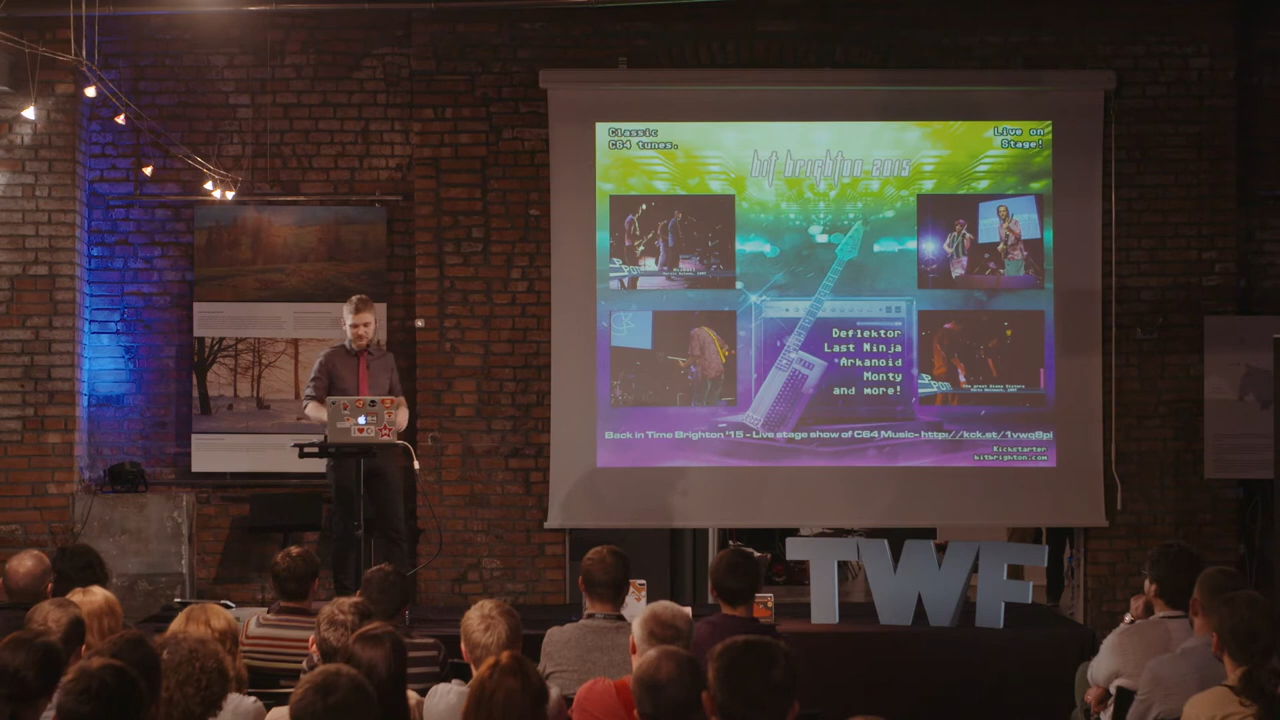 Classic
C64 tunes.
Live on
Stage!
bit brighton 2015
Deflektor
Last Ninja
Arkanoid
Monty
and more!
Back in Time Brighton '15 - Live stage show of C64 Music- http://kck.st/1vwq8pi
Kickstarter
bitbrighton.com
TWF